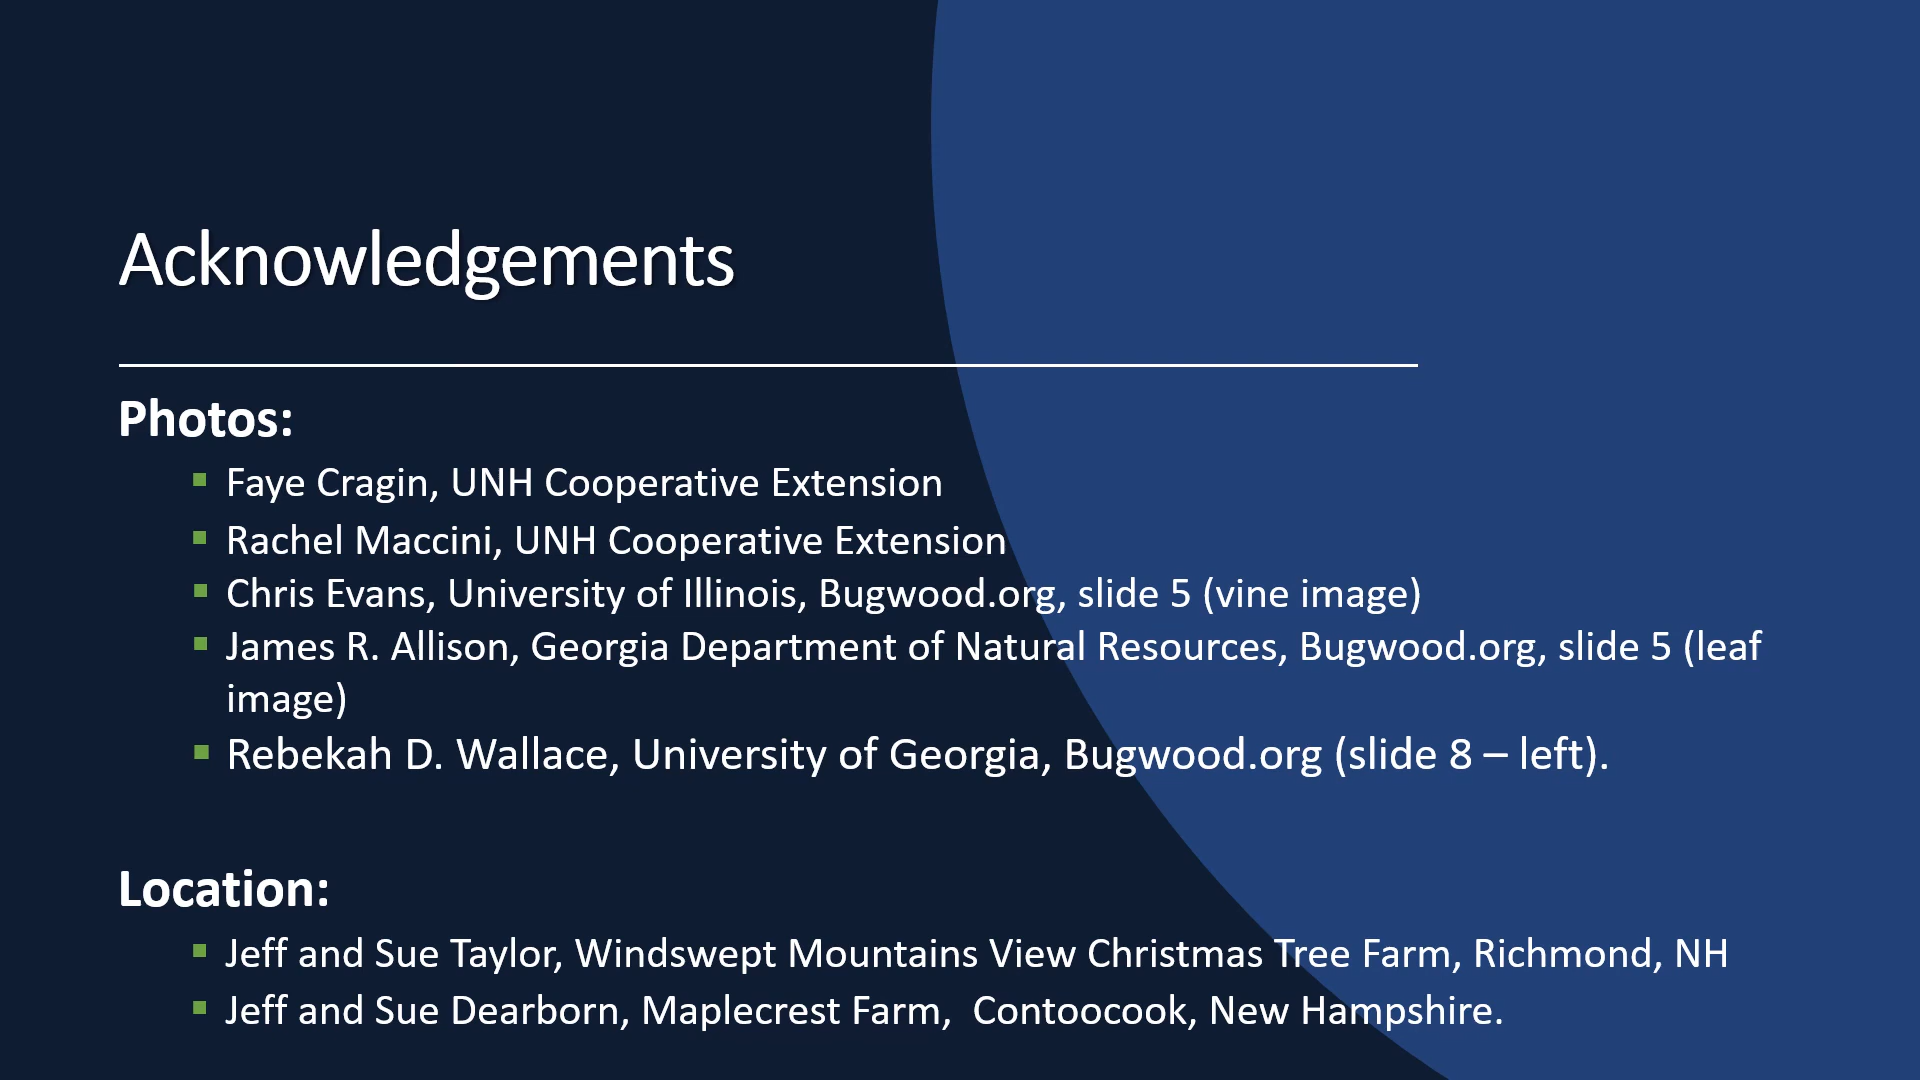 Acknowledgements
Photos:
▪ Faye Cragin, UNH Cooperative Extension
▪ Rachel Maccini, UNH Cooperative Extension
▪ Chris Evans, University of Illinois, Bugwood.org, slide 5 (vine image)
▪ James R. Allison, Georgia Department of Natural Resources, Bugwood.org, slide 5 (leaf
image)
▪ Rebekah D. Wallace, University of Georgia, Bugwood.org (slide 8 – left).
Location:
▪ Jeff and Sue Taylor, Windswept Mountains View Christmas Tree Farm, Richmond, NH
▪ Jeff and Sue Dearborn, Maplecrest Farm,  Contoocook, New Hampshire.